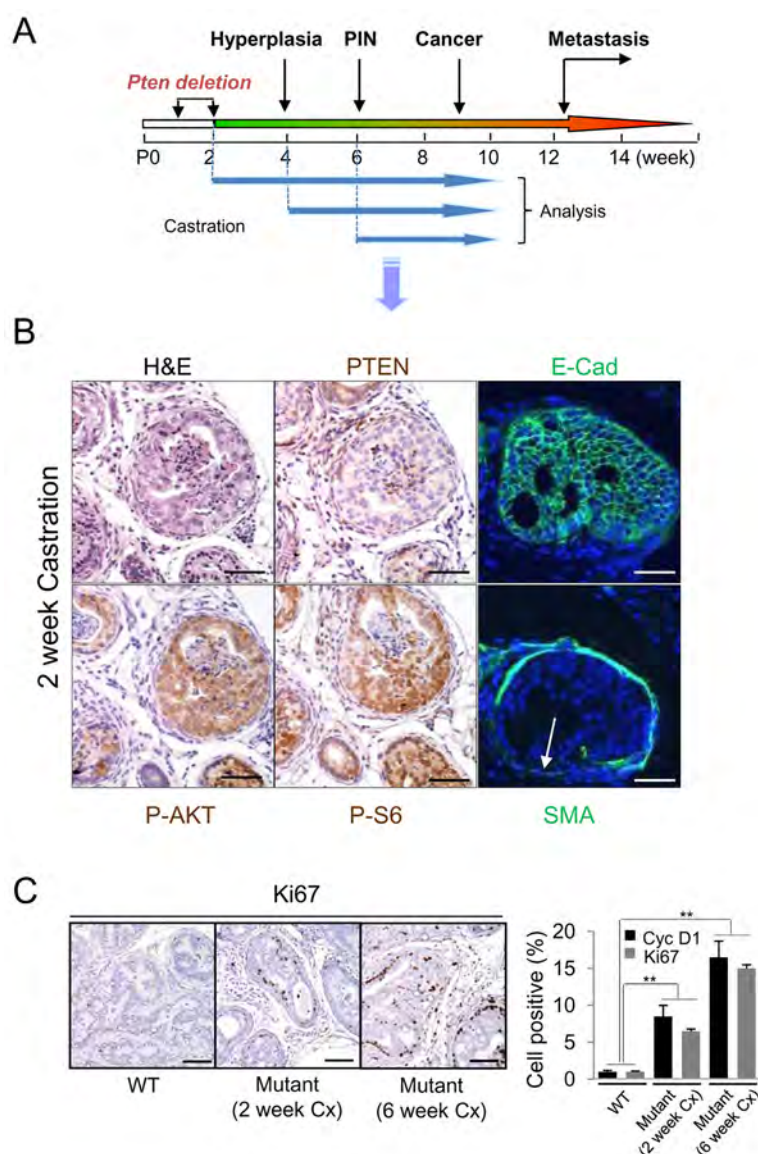 A
Hyperplasia PIN Cancer Metastasis
Pten deletion
P0 2 4 6 8 10 12 14 (week)
Castration
Analysis
B
H&E PTEN E-Cad
2 week Castration
P-AKT P-S6 SMA
C
Ki67
WT
Mutant
(2 week Cx)
Mutant
(6 week Cx)
Cell positive (%)
20
15
10
5
0
**
**
Cyc D1
Ki67
WT
Mutant
(2 week Cx)
Mutant
(6 week Cx)